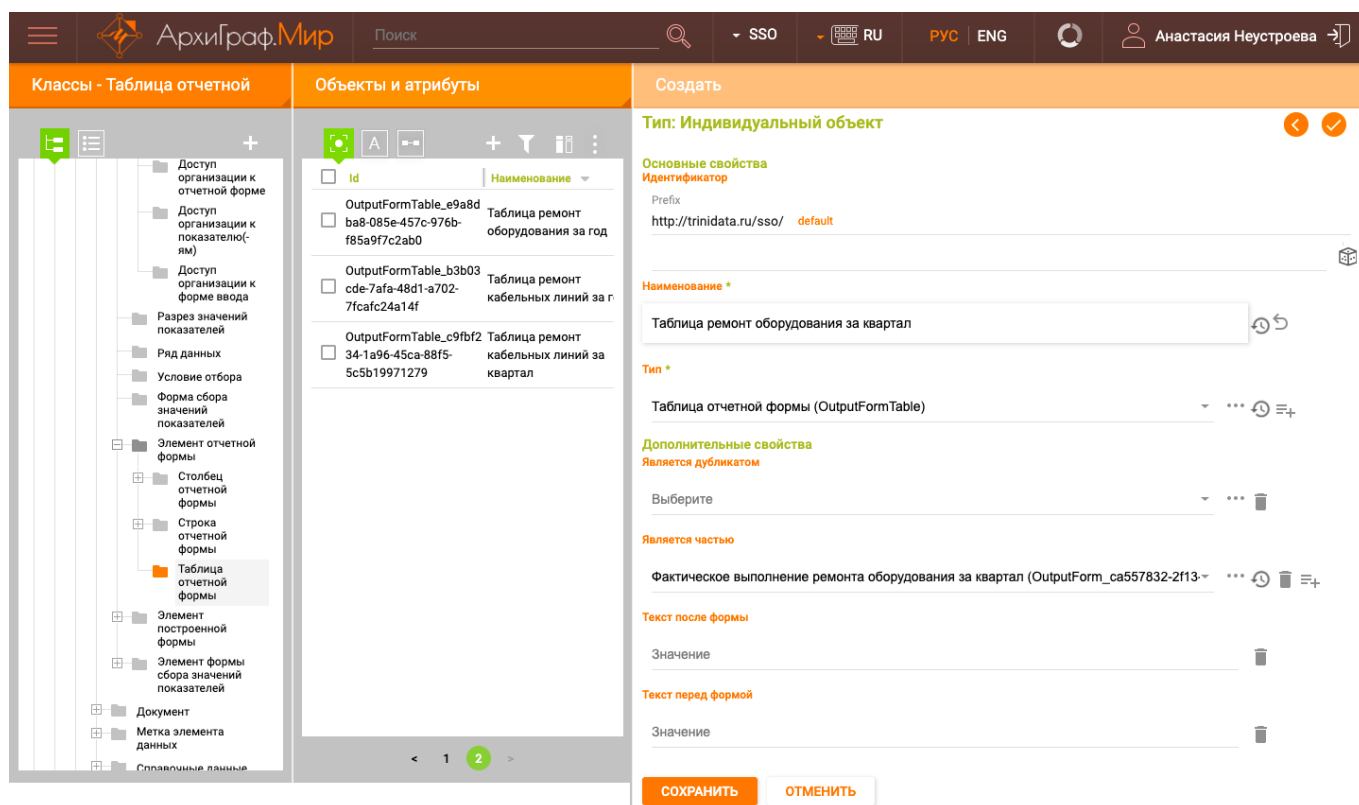 АрхиГраф.Мир
Поиск
SSO
RU
РУС | ENG
Анастасия Неустроева
Классы - Таблица отчетной
Объекты и атрибуты
Создать
Доступ
организации к
отчетной форме
Доступ
организации к
показателю(-
ям)
Доступ
организации к
форме ввода
Разрез значений
показателей
Ряд данных
Условие отбора
Форма сбора
значений
показателей
Элемент отчетной
формы
Столбец
отчетной
формы
Строка
отчетной
формы
Таблица
отчетной
формы
Элемент
построенной
формы
Элемент формы
сбора значений
показателей
Документ
Метка элемента
данных
Справочные данные
A
Id
Наименование
OutputFormTable_e9a8d
ba8-085e-457c-976b-
f85a9f7c2ab0
Таблица ремонт
оборудования за год
OutputFormTable_b3b03
cde-7afa-48d1-a702-
7fcafc24a14f
Таблица ремонт
кабельных линий за г
OutputFormTable_c9fbf2
34-1a96-45ca-88f5-
5c5b19971279
Таблица ремонт
кабельных линий за
квартал
< 1 2 >
Тип: Индивидуальный объект
Основные свойства
Идентификатор
Prefix
http://trinidata.ru/sso/ default
Наименование *
Таблица ремонт оборудования за квартал
Тип *
Таблица отчетной формы (OutputFormTable)
Дополнительные свойства
Является дубликатом
Выберите
Является частью
Фактическое выполнение ремонта оборудования за квартал (OutputForm_ca557832-2f13-
Текст после формы
Значение
Текст перед формой
Значение
СОХРАНИТЬ
ОТМЕНИТЬ